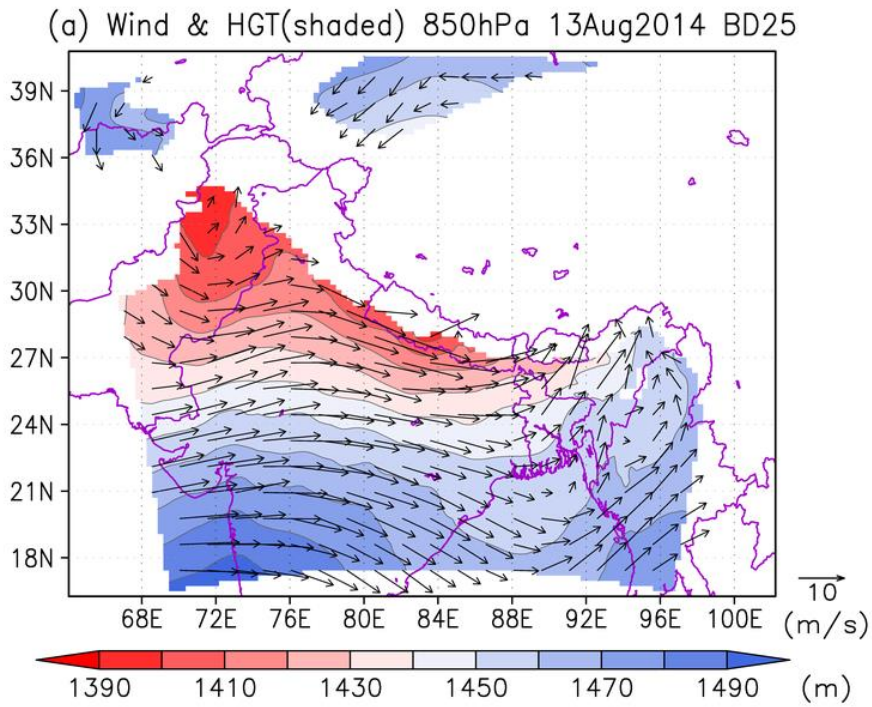 (a) Wind & HGT(shaded) 850hPa 13Aug2014 BD25
39N
36N
33N
30N
27N
24N
21N
18N
68E 72E 76E 80E 84E 88E 92E 96E 100E
10
(m/s)
1390 1410 1430 1450 1470 1490 (m)